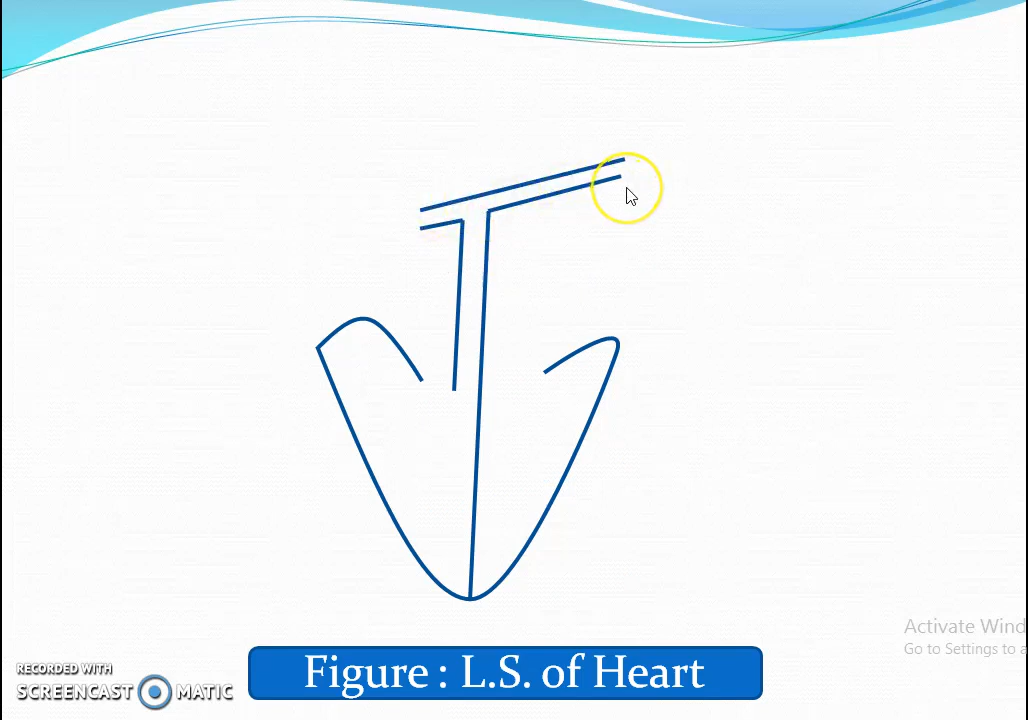 Activate Wind
Go to Settings to a
Figure : L.S. of Heart
RECORDED WITH
SCREENCAST MATIC